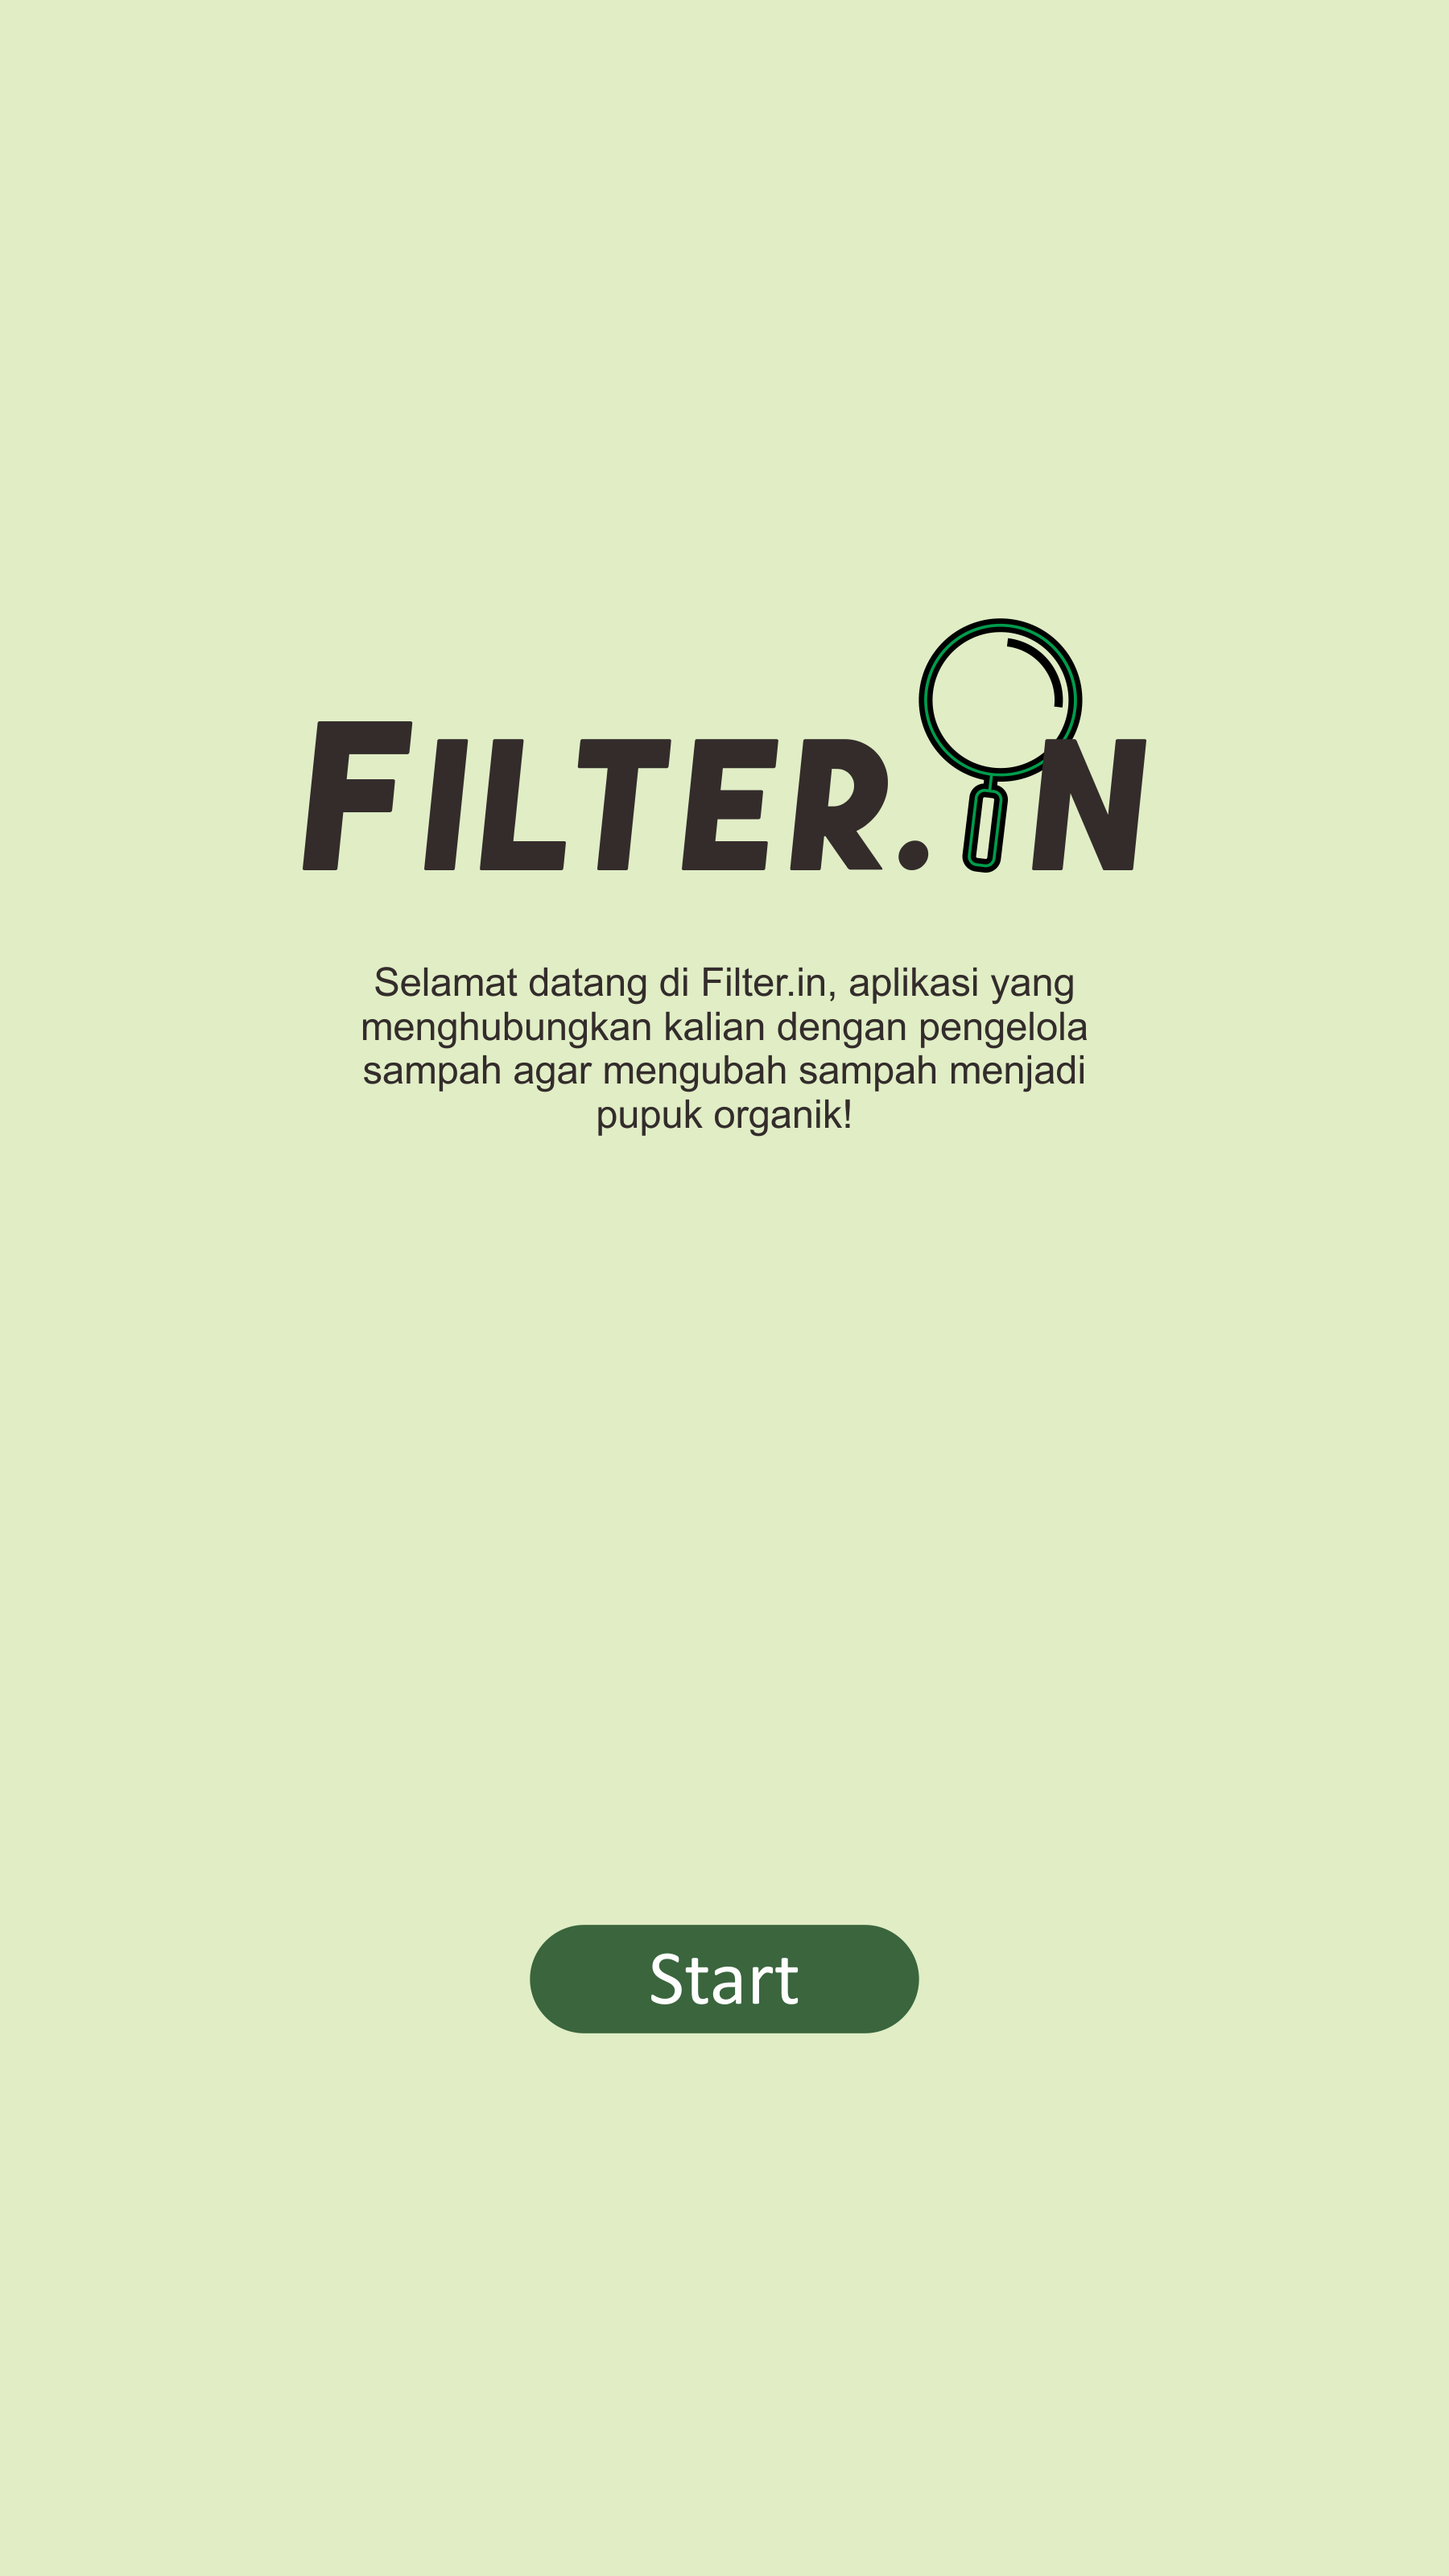 FILTER.IN
Selamat datang di Filter.in, aplikasi yang
menghubungkan kalian dengan pengelola
sampah agar mengubah sampah menjadi
pupuk organik!
Start